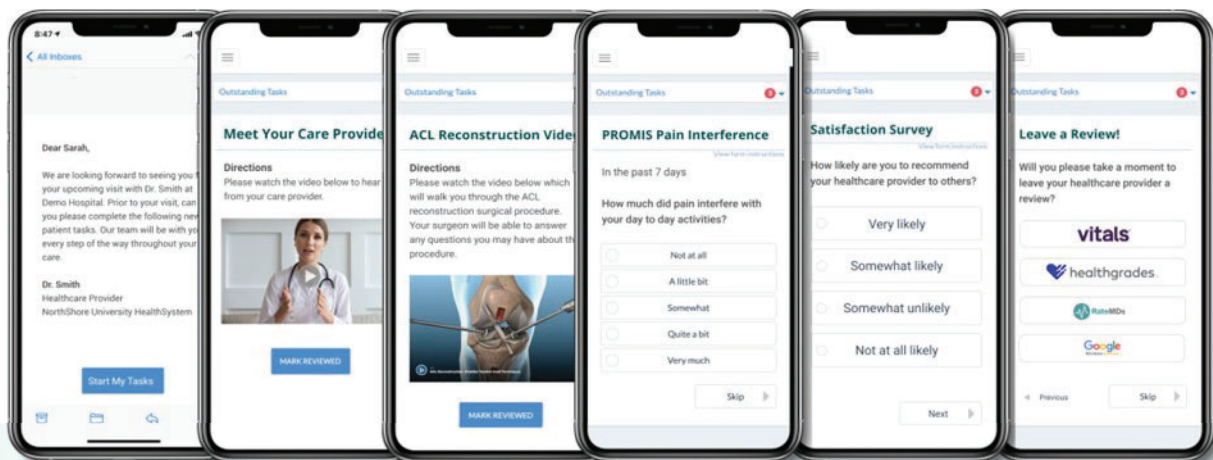 8:47
All Inboxes
Dear Sarah,
We are looking forward to seeing you f
your upcoming visit with Dr. Smith at
Demo Hospital. Prior to your visit, can
you please complete the following new
patient tasks. Our team will be with yo
every step of the way throughout your
care.
Dr. Smith
Healthcare Provider
NorthShore University HealthSystem
Start My Tasks
Outstanding Tasks
Meet Your Care Provide
Directions
Please watch the video below to hear
from your care provider.
MARK REVIEWED
Outstanding Tasks
ACL Reconstruction Vide
Directions
Please watch the video below which
will walk you through the ACL
reconstruction surgical procedure.
Your surgeon will be able to answer
any questions you may have about th
procedure.
MARK REVIEWED
Outstanding Tasks 3
PROMIS Pain Interference
View form instructions
In the past 7 days
How much did pain interfere with
your day to day activities?
Not at all
A little bit
Somewhat
Quite a bit
Very much
Skip
Outstanding Tasks 3
Satisfaction Survey
View form instructions
How likely are you to recommend
your healthcare provider to others?
Very likely
Somewhat likely
Somewhat unlikely
Not at all likely
Next
Outstanding Tasks 3
Leave a Review!
Will you please take a moment to
leave your healthcare provider a
review?
vitals
healthgrades.
RateMDs
Google
Previous
Skip